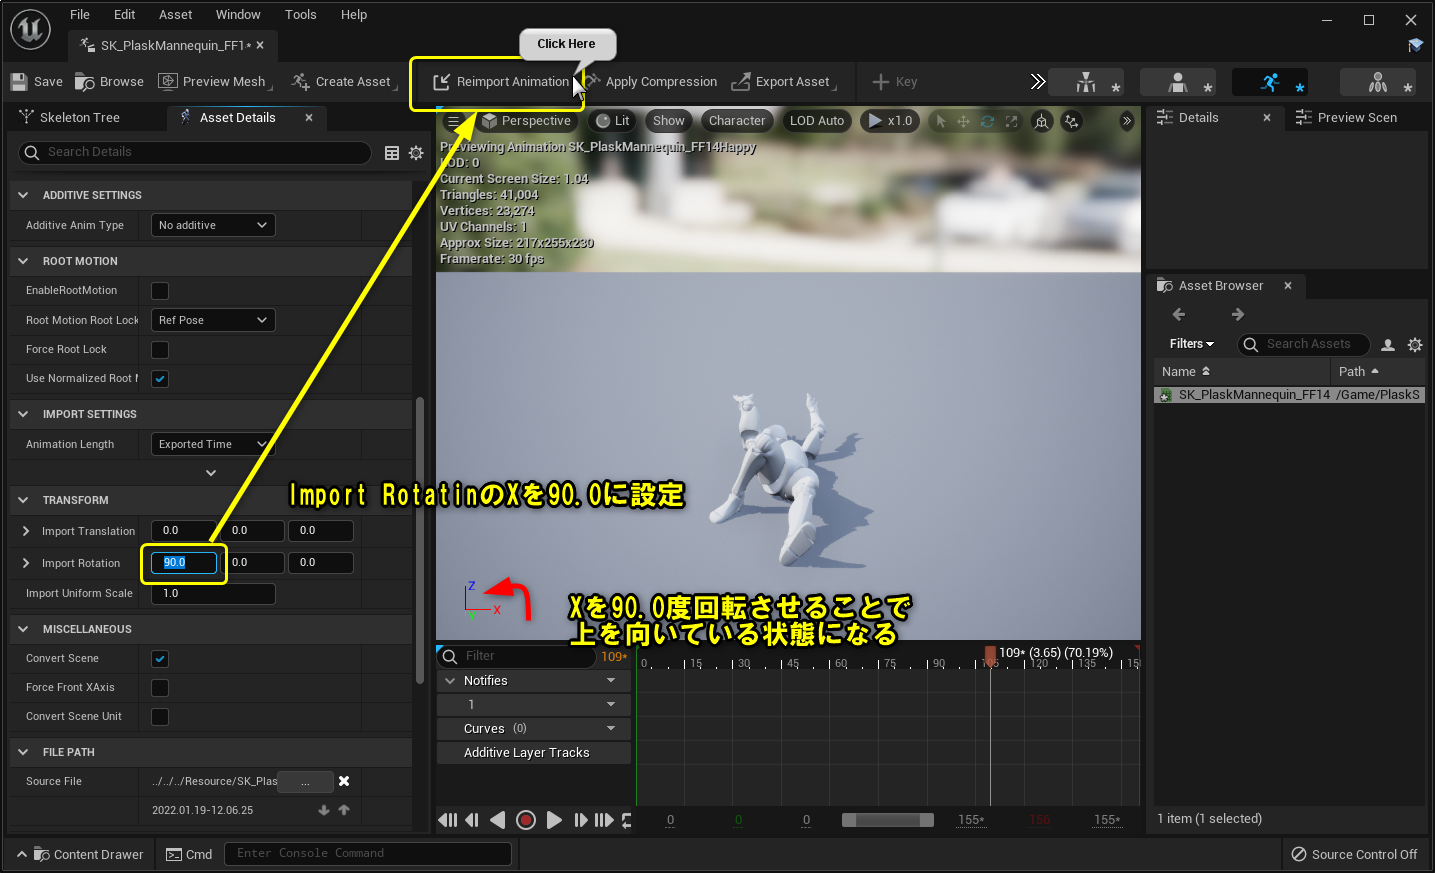 File Edit Asset Window Tools Help
SK_PlaskMannequin_FF1*
Click Here
Save Browse Preview Mesh Create Asset Reimport Animation Apply Compression Export Asset Key
Skeleton Tree Asset Details
Search Details
ADDITIVE SETTINGS
Additive Anim Type No additive
ROOT MOTION
EnableRootMotion
Root Motion Root Lock Ref Pose
Force Root Lock
Use Normalized Root M
IMPORT SETTINGS
Animation Length Exported Time
TRANSFORM
Import Translation 0.0 0.0 0.0
Import Rotation 90.0 0.0 0.0
Import Uniform Scale 1.0
MISCELLANEOUS
Convert Scene
Force Front XAxis
Convert Scene Unit
FILE PATH
Source File ../../../Resource/SK_Plas ...
2022.01.19-12.06.25
Perspective Lit Show Character LOD Auto x1.0
Previewing Animation SK_PlaskMannequin_FF14Happy
LOD: 0
Current Screen Size: 1.04
Triangles: 41,004
Vertices: 23,274
UV Channels: 1
Approx Size: 217x255x230
Framerate: 30 fps
Import RotatinのXを90.0に設定
Z
X
Y
Xを90.0度回転させることで
上を向いている状態になる
Filter 109*
109* (3.65) (70.19%)
0 15 30 45 60 75 90 105 120 135 15
Notifies
1
Curves (0)
Additive Layer Tracks
0 0 0 155* 156 155*
Details Preview Scen
Asset Browser
Filters Search Assets
Name Path
SK_PlaskMannequin_FF14 /Game/PlaskS
1 item (1 selected)
Content Drawer Cmd Enter Console Command
Source Control Off